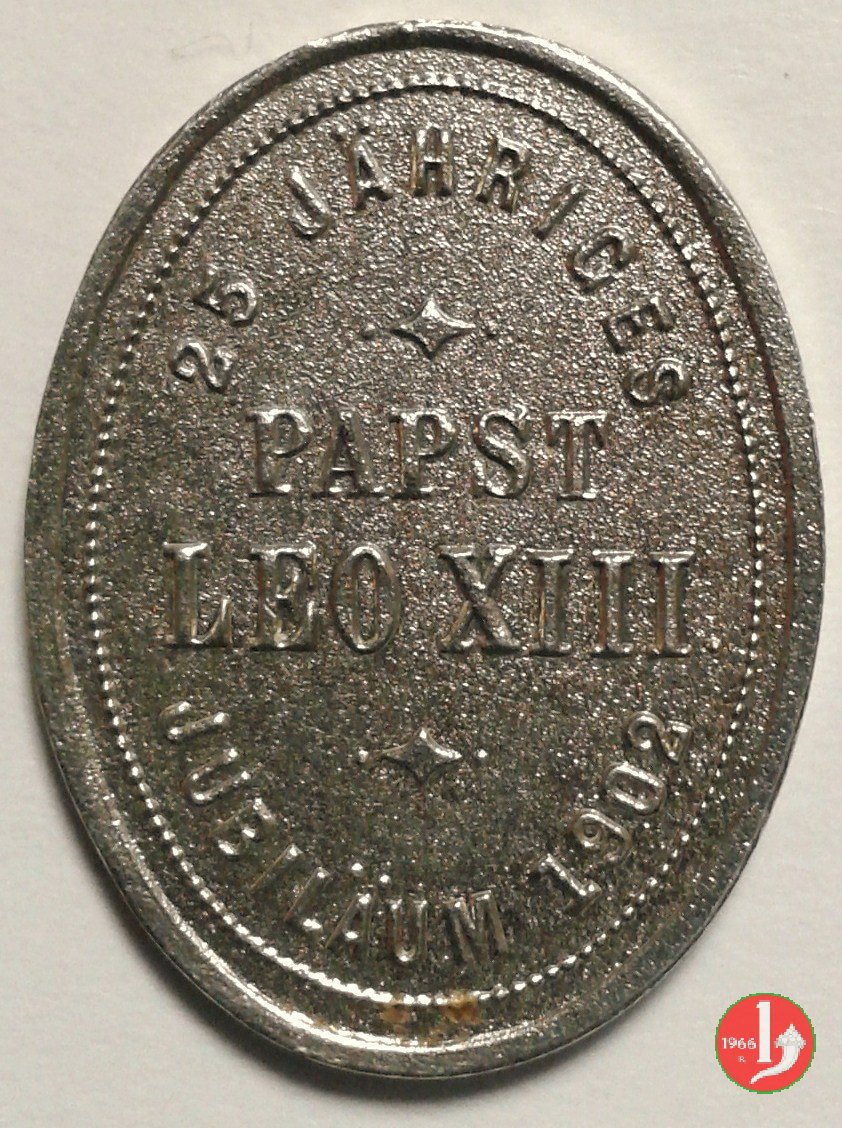 25 JÄHRIGES
PAPST
LEO XIII.
JUBILÄUM 1902
1966